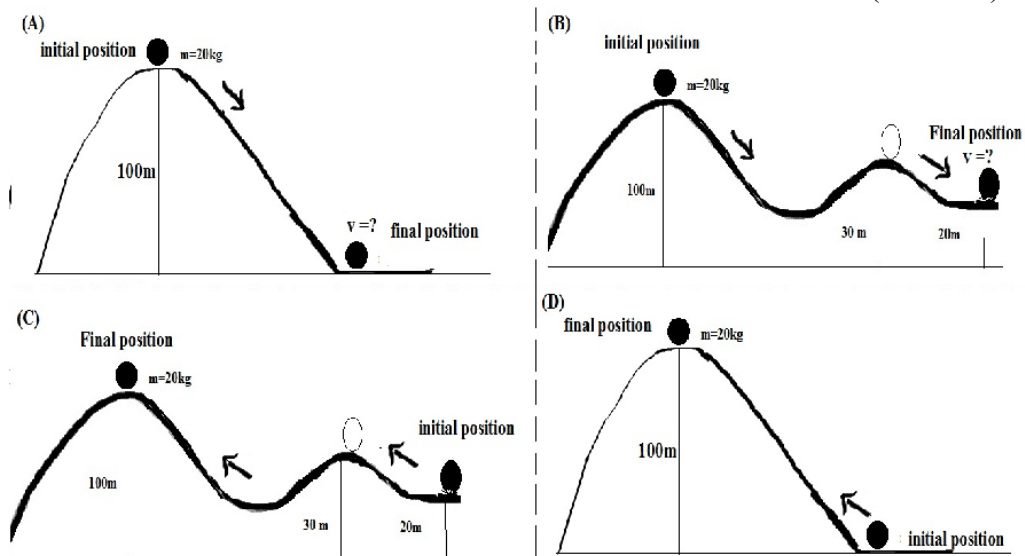 (A)
initial position m=20kg
100m
v =?
final position
(B)
initial position
m=20kg
Final position
v =?
100m
30 m
20m
(C)
Final position
m=20kg
initial position
100m
30 m
20m
(D)
final position
m=20kg
100m
initial position